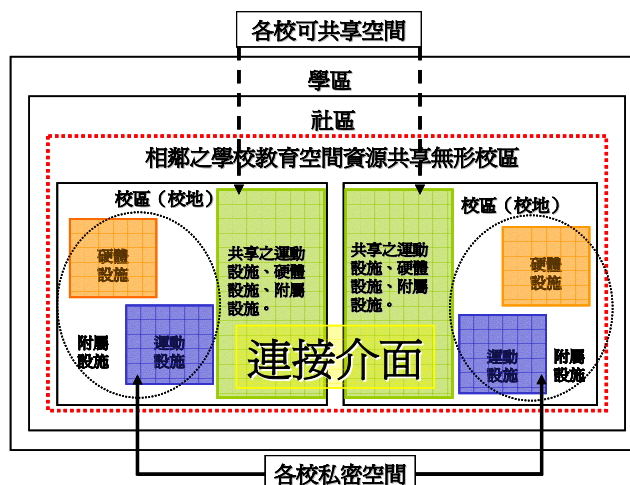 各校可共享空間
學區
社區
相鄰之學校教育空間資源共享無形校區
校區（校地）
硬體
設施
附屬
設施
運動
設施
共享之運動
設施、硬體
設施、附屬
設施。
共享之運動
設施、硬體
設施、附屬
設施。
連接介面
校區（校地）
硬體
設施
運動
設施
附屬
設施
各校私密空間